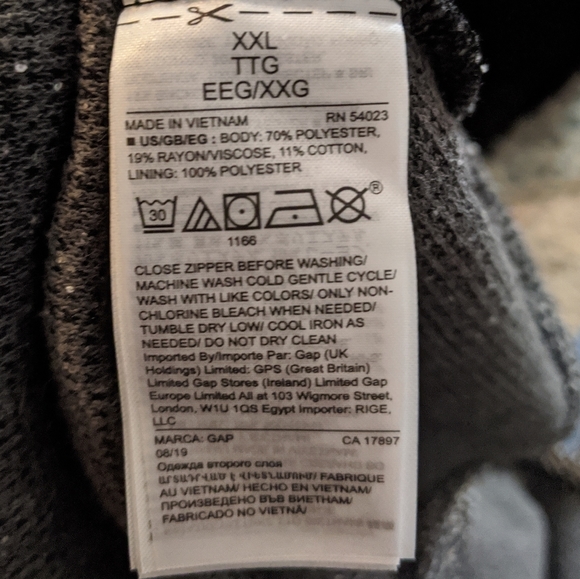 XXL
TTG
EEG/XXG
MADE IN VIETNAM RN 54023
■ US/GB/EG : BODY: 70% POLYESTER,
19% RAYON/VISCOSE, 11% COTTON,
LINING: 100% POLYESTER
30 ®
1166
CLOSE ZIPPER BEFORE WASHING/
MACHINE WASH COLD GENTLE CYCLE/
WASH WITH LIKE COLORS/ ONLY NON-
CHLORINE BLEACH WHEN NEEDED/
TUMBLE DRY LOW/ COOL IRON AS
NEEDED/ DO NOT DRY CLEAN
Imported By/Importe Par: Gap (UK
Holdings) Limited: GPS (Great Britain)
Limited Gap Stores (Ireland) Limited Gap
Europe Limited All at 103 Wigmore Street,
London, W1U 1QS Egypt Importer: RIGE,
LLC
MARCA: GAP CA 17897
08/19
Одежда второго слоя
FABRIQUE
AU VIETNAM/ HECHO EN VIETNAM/
ПРОИЗВЕДЕНО ВЪВ ВИЕТНАМ/
FABRICADO NO VIETNÃ/